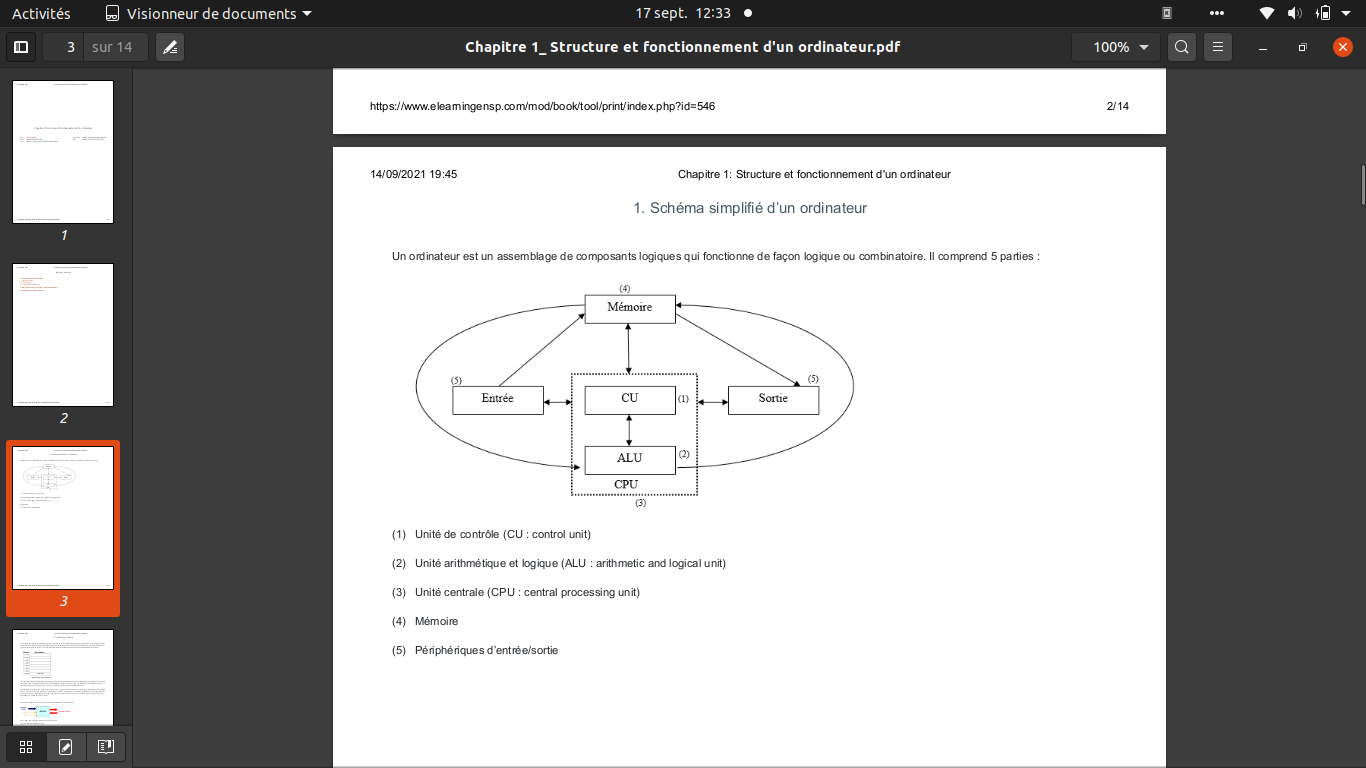 Activités
Visionneur de documents
17 sept. 12:33
3 sur 14
Chapitre 1_ Structure et fonctionnement d'un ordinateur.pdf
100%
1
2
3
https://www.elearningensp.com/mod/book/tool/print/index.php?id=546
2/14
14/09/2021 19:45
Chapitre 1: Structure et fonctionnement d'un ordinateur
1. Schéma simplifié d’un ordinateur
Un ordinateur est un assemblage de composants logiques qui fonctionne de façon logique ou combinatoire. Il comprend 5 parties :
(4)
Mémoire
(5)
(5)
Entrée
CU
(1)
Sortie
ALU
(2)
CPU
(3)
(1) Unité de contrôle (CU : control unit)
(2) Unité arithmétique et logique (ALU : arithmetic and logical unit)
(3) Unité centrale (CPU : central processing unit)
(4) Mémoire
(5) Périphériques d’entrée/sortie